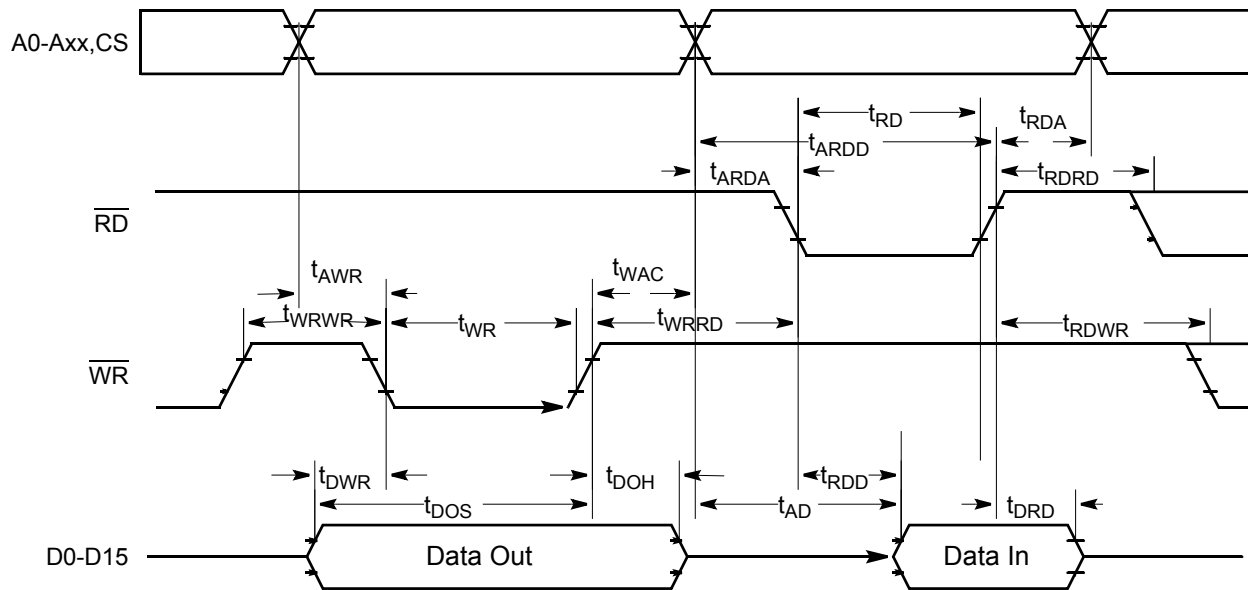 A0-Axx,CS
tRD
tRDA
tARDD
tARDA
tRDRD
RD
tAWR
tWAC
tWRWR
tWR
tWRRD
tRDWR
WR
tDWR
tDOH
tRDD
tDOS
tAD
tDRD
D0-D15
Data Out
Data In